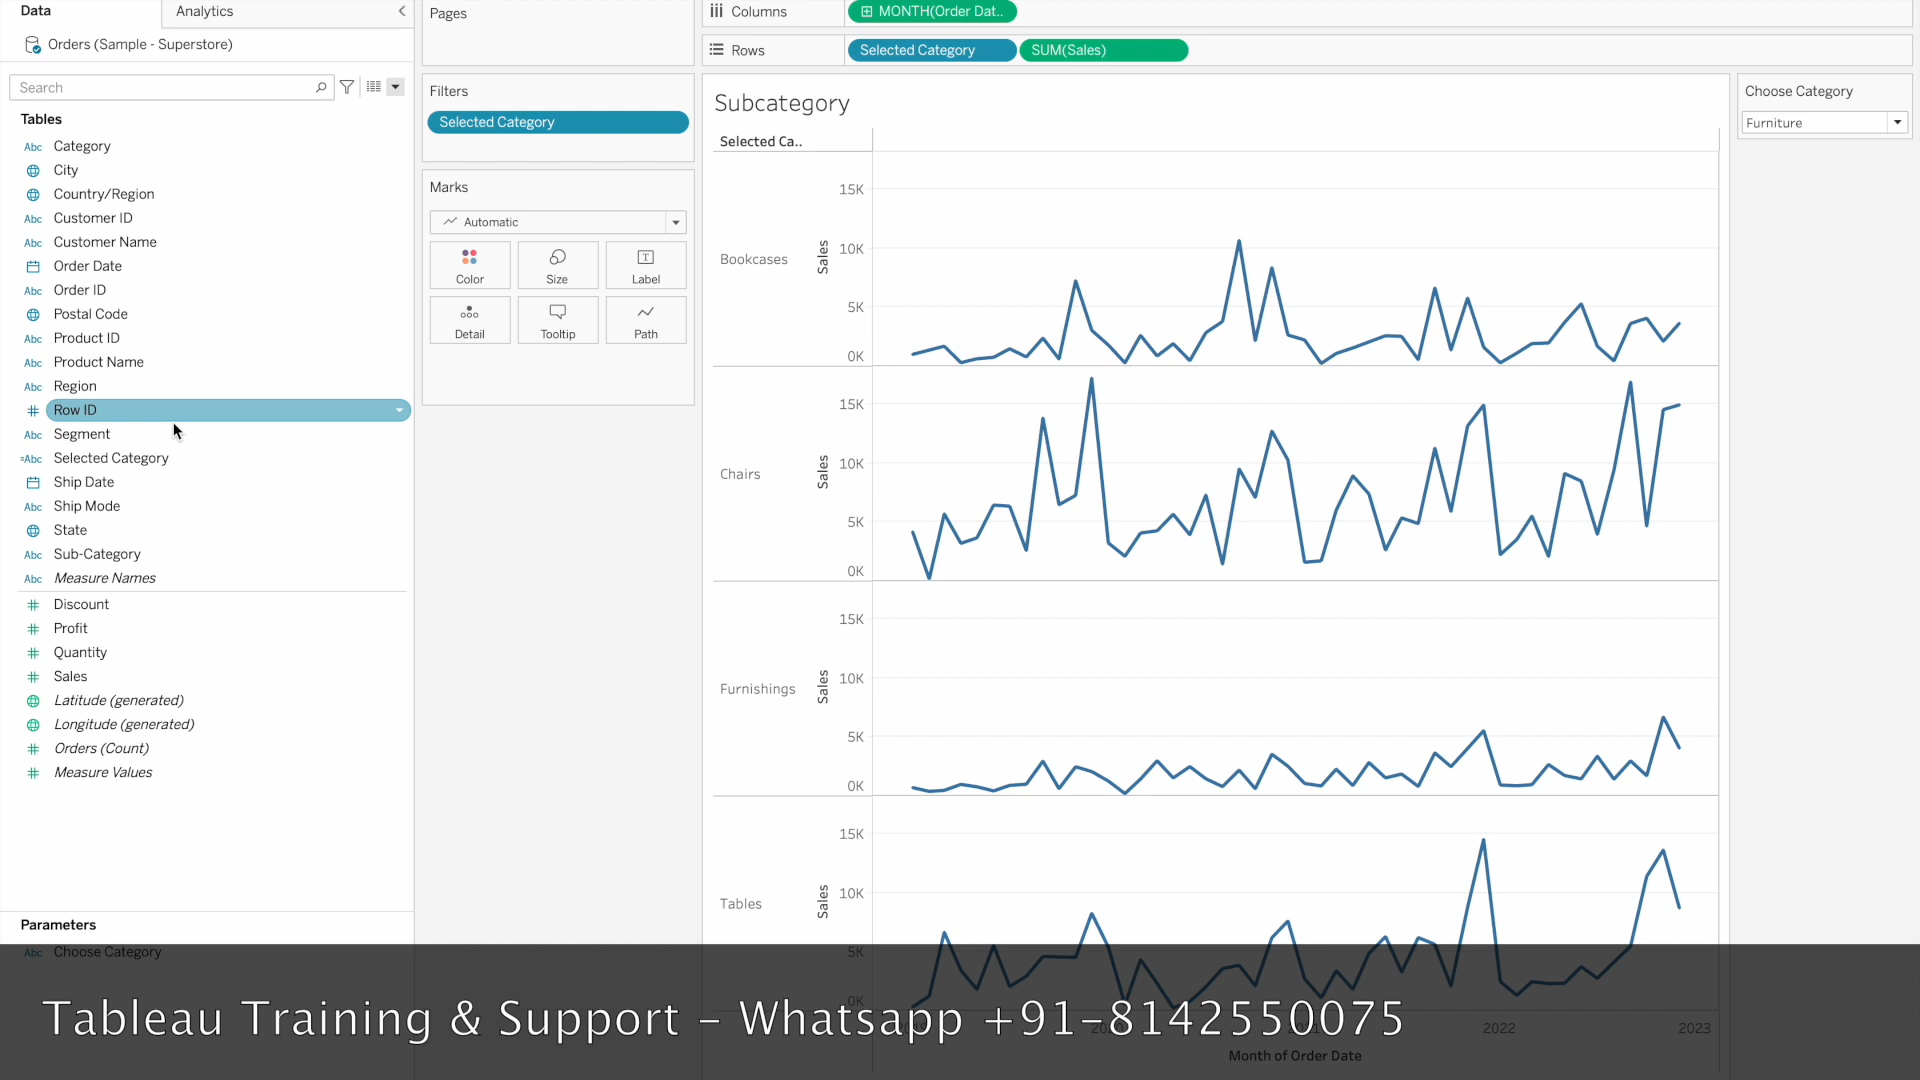 Data
Analytics
Orders (Sample - Superstore)
Search
Tables
Abc Category
City
Country/Region
Abc Customer ID
Abc Customer Name
Order Date
Abc Order ID
Postal Code
Abc Product ID
Abc Product Name
Abc Region
# Row ID
Abc Segment
=Abc Selected Category
Ship Date
Abc Ship Mode
State
Abc Sub-Category
Abc Measure Names
# Discount
# Profit
# Quantity
# Sales
Latitude (generated)
Longitude (generated)
# Orders (Count)
# Measure Values
Parameters
Abc Choose Category
Pages
Filters
Selected Category
Marks
Automatic
Color
Size
Label
Detail
Tooltip
Path
Columns
MONTH(Order Dat..
Rows
Selected Category
SUM(Sales)
Subcategory
Selected Ca..
Bookcases
Sales
15K
10K
5K
0K
Chairs
Sales
15K
10K
5K
0K
Furnishings
Sales
15K
10K
5K
0K
Tables
Sales
15K
10K
5K
0K
2022
2023
Month of Order Date
Choose Category
Furniture
Tableau Training & Support – Whatsapp +91-8142550075